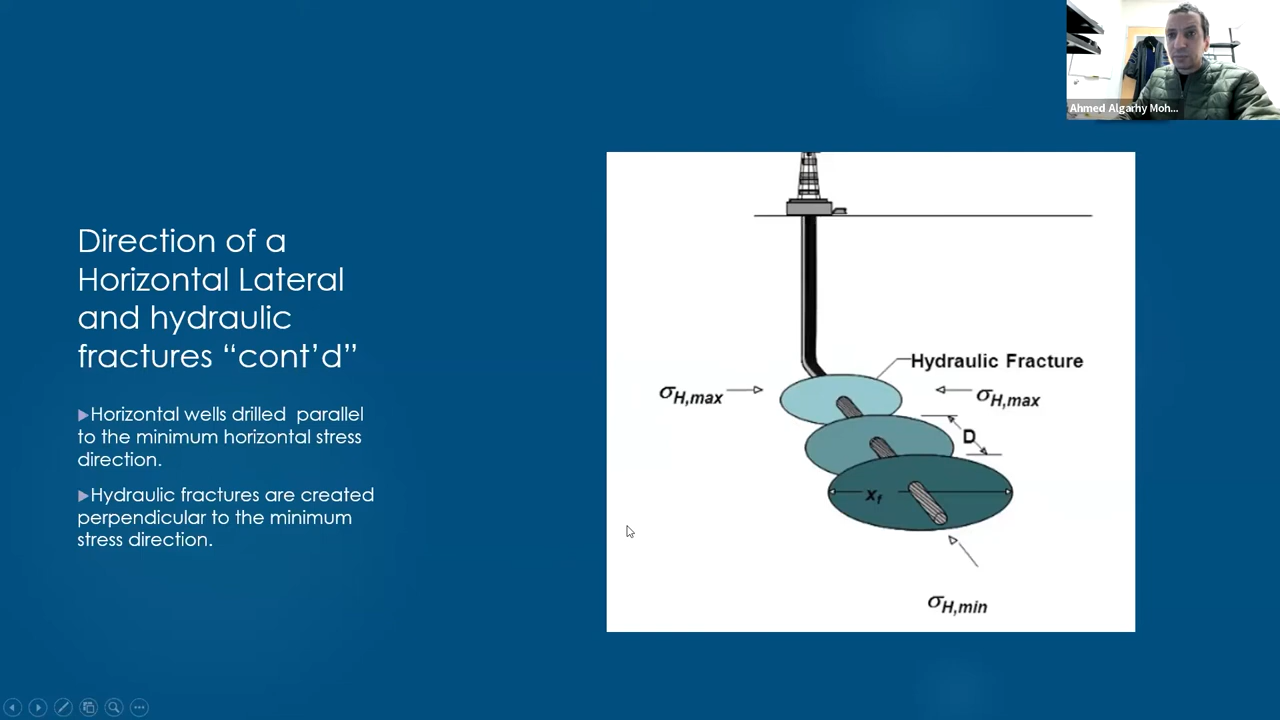 Ahmed Algarhy Moh...
Direction of a
Horizontal Lateral
and hydraulic
fractures “cont’d”
▶Horizontal wells drilled  parallel
to the minimum horizontal stress
direction.
▶Hydraulic fractures are created
perpendicular to the minimum
stress direction.
Hydraulic Fracture
σH,max
σH,max
D
xf
σH,min